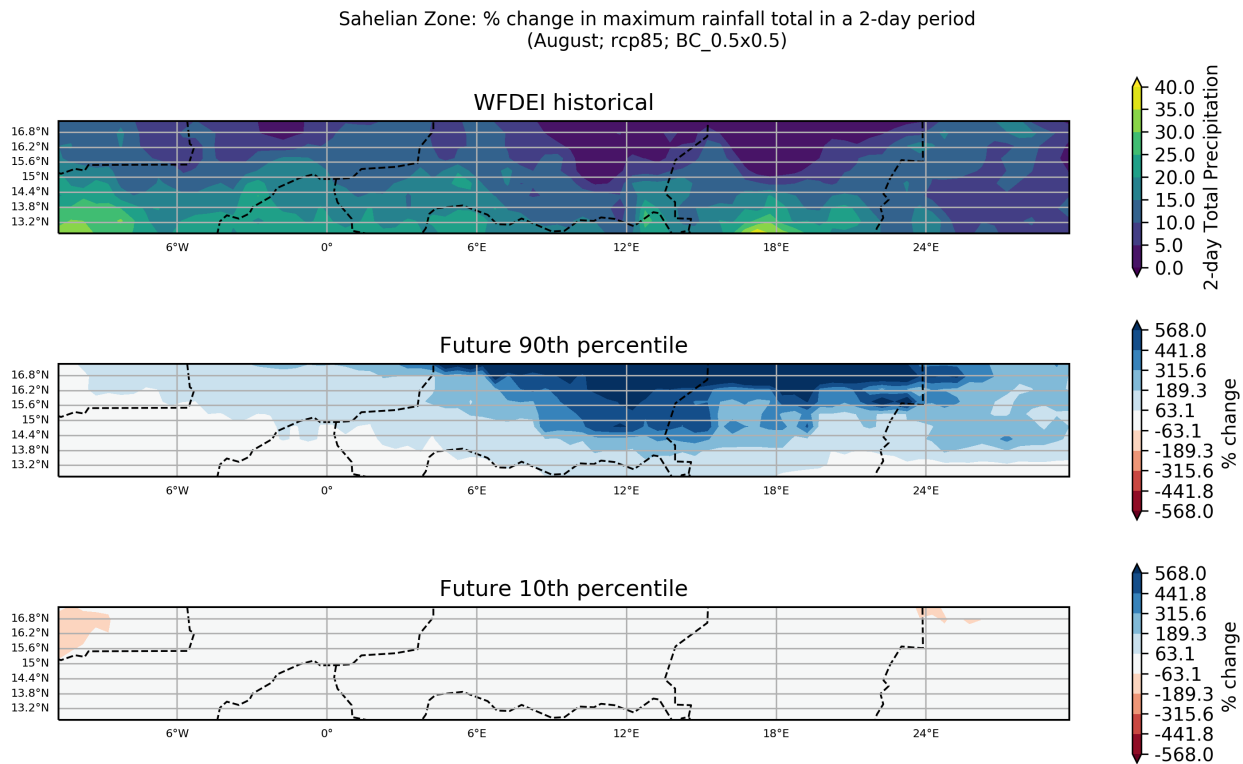 Sahelian Zone: % change in maximum rainfall total in a 2-day period
(August; rcp85; BC_0.5x0.5)
WFDEI historical
16.8°N
16.2°N
15.6°N
15°N
14.4°N
13.8°N
13.2°N
6°W 0° 6°E 12°E 18°E 24°E
40.0
35.0
30.0
25.0
20.0
15.0
10.0
5.0
0.0
2-day Total Precipitation
Future 90th percentile
16.8°N
16.2°N
15.6°N
15°N
14.4°N
13.8°N
13.2°N
6°W 0° 6°E 12°E 18°E 24°E
568.0
441.8
315.6
189.3
63.1
-63.1
-189.3
-315.6
-441.8
-568.0
% change
Future 10th percentile
16.8°N
16.2°N
15.6°N
15°N
14.4°N
13.8°N
13.2°N
6°W 0° 6°E 12°E 18°E 24°E
568.0
441.8
315.6
189.3
63.1
-63.1
-189.3
-315.6
-441.8
-568.0
% change